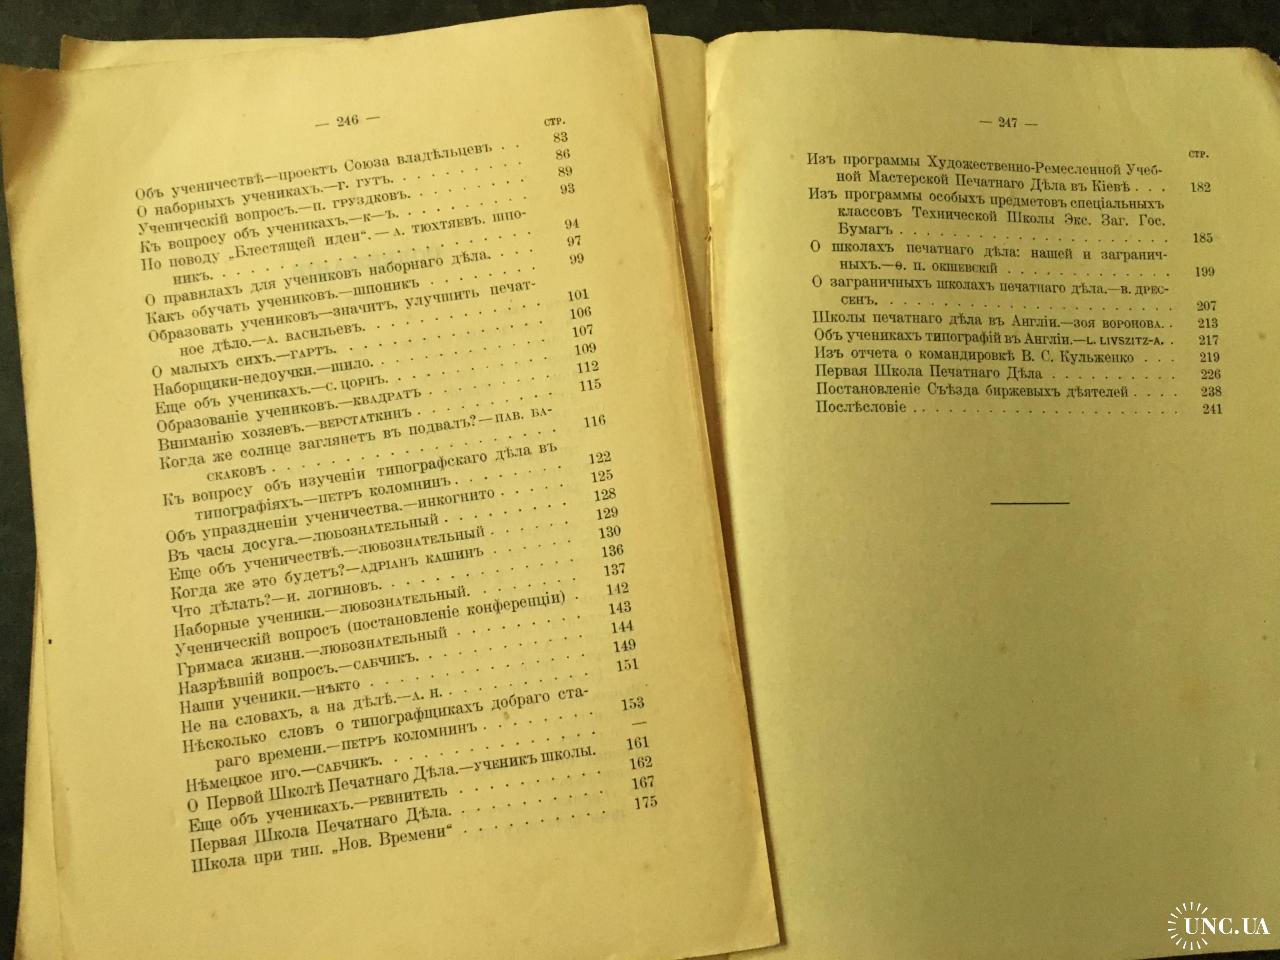 — 246 —
СТР.
Объ ученичествѣ—проектъ Союза владѣльцевъ . . 83
О наборныхъ ученикахъ.—Г. ГУТЪ. . . . . . . . 86
Ученическій вопросъ.—П. ГРУЗДКОВЪ. . . . . . . 89
Къ вопросу объ ученикахъ.—К—Ъ. . . . . . . . 93
По поводу „Блестящей идеи“.—А. ТЮХТЯЕВЪ. ШПО-
НИКЪ. . . . . . . . . . . . . . . . . 94
О правилахъ для учениковъ наборнаго дѣла. . . . 97
Какъ обучать учениковъ.—ШПОНИКЪ . . . . . . 99
Образовать учениковъ—значитъ, улучшить печат-
ное дѣло.—А. ВАСИЛЬЕВЪ. . . . . . . . . . 101
О малыхъ сихъ.—ГАРТЪ. . . . . . . . . . . 106
Наборщики-недоучки.—ШИЛО. . . . . . . . . . 107
Еще объ ученикахъ.—С. ЦОРНЪ. . . . . . . . . 109
Образованіе учениковъ.—КВАДРАТЪ . . . . . . . 112
Вниманію хозяевъ.—ВЕРСТАТКИНЪ . . . . . . . 115
Когда же солнце заглянетъ въ подвалъ?—ПАВ. БА-
СКАКОВЪ . . . . . . . . . . . . . . . 116
Къ вопросу объ изученіи типографскаго дѣла въ
типографіяхъ.—ПЕТРЪ КОЛОМНИНЪ. . . . . . . 122
Объ упраздненіи ученичества.—ИНКОГНИТО . . . . 125
Въ часы досуга.—ЛЮБОЗНАТЕЛЬНЫЙ . . . . . . 128
Еще объ ученичествѣ.—ЛЮБОЗНАТЕЛЬНЫЙ . . . . 129
Когда же это будетъ?—АДРІАНЪ КАШИНЪ . . . . 130
Что дѣлать?—И. ЛОГИНОВЪ. . . . . . . . . . 136
Наборные ученики.—ЛЮБОЗНАТЕЛЬНЫЙ. . . . . . 137
Ученическій вопросъ (постановленіе конференціи) . 142
Гримаса жизни.—ЛЮБОЗНАТЕЛЬНЫЙ . . . . . . . 143
Назрѣвшій вопросъ.—САБЧИКЪ. . . . . . . . . 144
Наши ученики.—НѢКТО . . . . . . . . . . . 149
Не на словахъ, а на дѣлѣ.—А. Н. . . . . . . . 151
Нѣсколько словъ о типографщикахъ добраго ста-
раго времени.—ПЕТРЪ КОЛОМНИНЪ . . . . . . 153
Нѣмецкое иго.—САБЧИКЪ. . . . . . . . . . . —
О Первой Школѣ Печатнаго Дѣла.—УЧЕНИКЪ ШКОЛЫ. 161
Еще объ ученикахъ.—РЕВНИТЕЛЬ . . . . . . . . 162
Первая Школа Печатнаго Дѣла. . . . . . . . . 167
Школа при тип. „Нов. Времени“ . . . . . . . . 175
— 247 —
СТР.
Изъ программы Художественно-Ремесленной Учеб-
ной Мастерской Печатнаго Дѣла въ Кіевѣ . . . 182
Изъ программы особыхъ предметовъ спеціальныхъ
классовъ Технической Школы Экс. Заг. Гос.
Бумагъ . . . . . . . . . . . . . . . . 185
О школахъ печатнаго дѣла: нашей и загранич-
ныхъ.—Ѳ. П. ОКШЕВСКІЙ . . . . . . . . . . 199
О заграничныхъ школахъ печатнаго дѣла.—В. ДРЕС-
СЕНЪ. . . . . . . . . . . . . . . . . 207
Школы печатнаго дѣла въ Англіи.—ЗОЯ ВОРОНОВА. . 213
Объ ученикахъ типографій въ Англіи.—L. LIVSZITZ-A. . . 217
Изъ отчета о командировкѣ В. С. Кульженко . . . 219
Первая Школа Печатнаго Дѣла . . . . . . . . . 226
Постановленіе Съѣзда биржевыхъ дѣятелей . . . . 238
Послѣсловіе . . . . . . . . . . . . . . . 241
UNC.UA